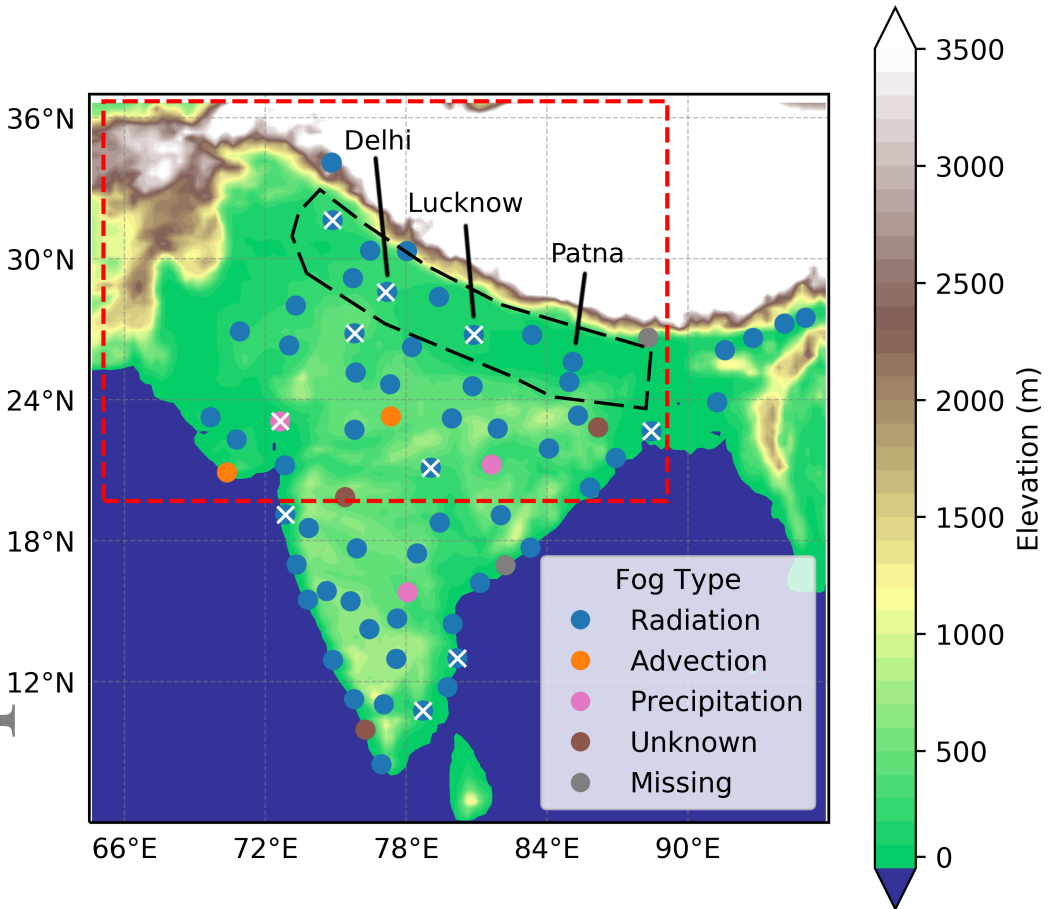 Delhi
Lucknow
Patna
36°N
30°N
24°N
18°N
12°N
66°E 72°E 78°E 84°E 90°E
Fog Type
Radiation
Advection
Precipitation
Unknown
Missing
3500
3000
2500
2000
1500
1000
500
0
Elevation (m)